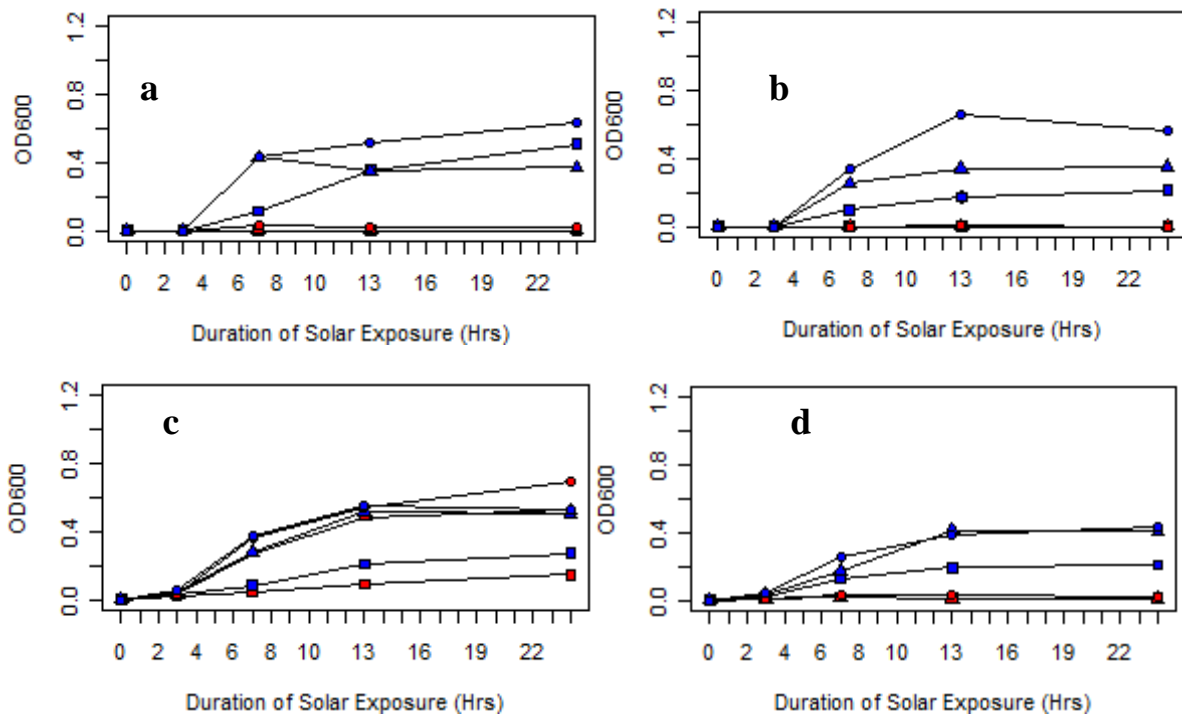 a
OD600
0.0 0.4 0.8 1.2
0 2 4 6 8 10 13 16 19 22
Duration of Solar Exposure (Hrs)
b
OD600
0.0 0.4 0.8 1.2
0 2 4 6 8 10 13 16 19 22
Duration of Solar Exposure (Hrs)
c
OD600
0.0 0.4 0.8 1.2
0 2 4 6 8 10 13 16 19 22
Duration of Solar Exposure (Hrs)
d
OD600
0.0 0.4 0.8 1.2
0 2 4 6 8 10 13 16 19 22
Duration of Solar Exposure (Hrs)